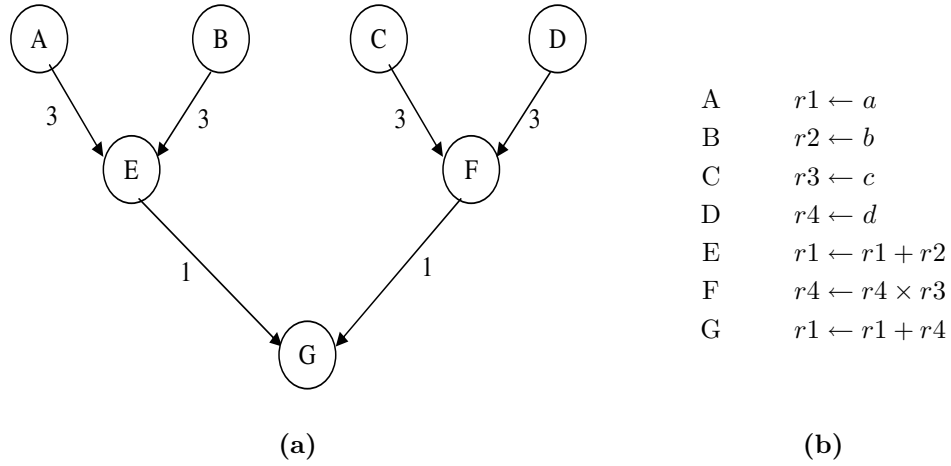 A B C D
3 3 3 3
E F
1 1
G
(a)
A r1 ← a
B r2 ← b
C r3 ← c
D r4 ← d
E r1 ← r1 + r2
F r4 ← r4 × r3
G r1 ← r1 + r4
(b)